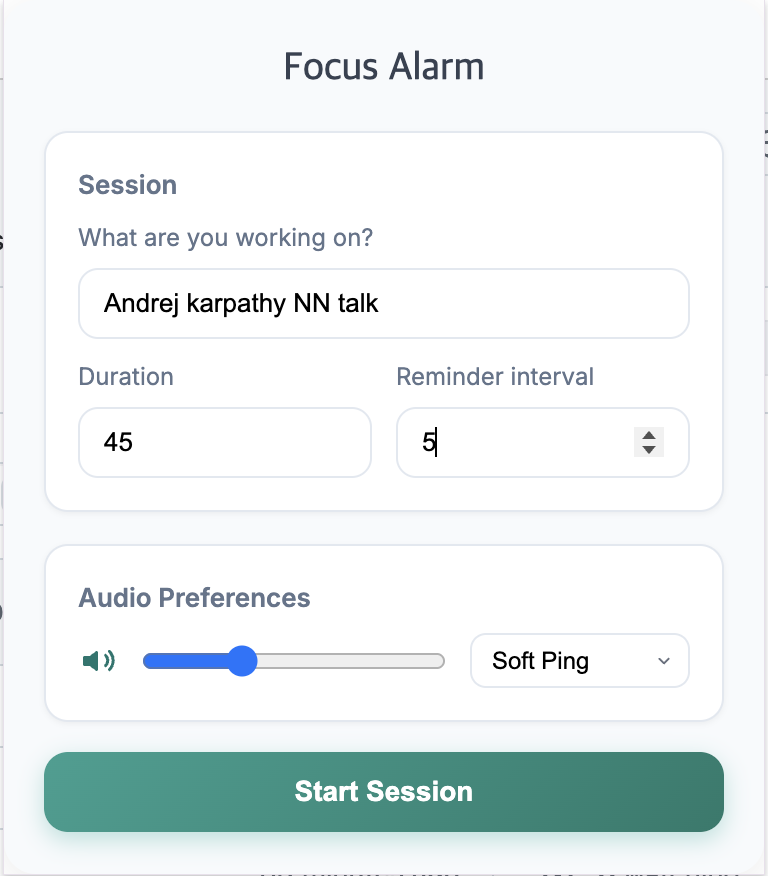 Focus Alarm
Session
What are you working on?
Andrej karpathy NN talk
Duration
Reminder interval
45
5
Audio Preferences
Soft Ping
Start Session